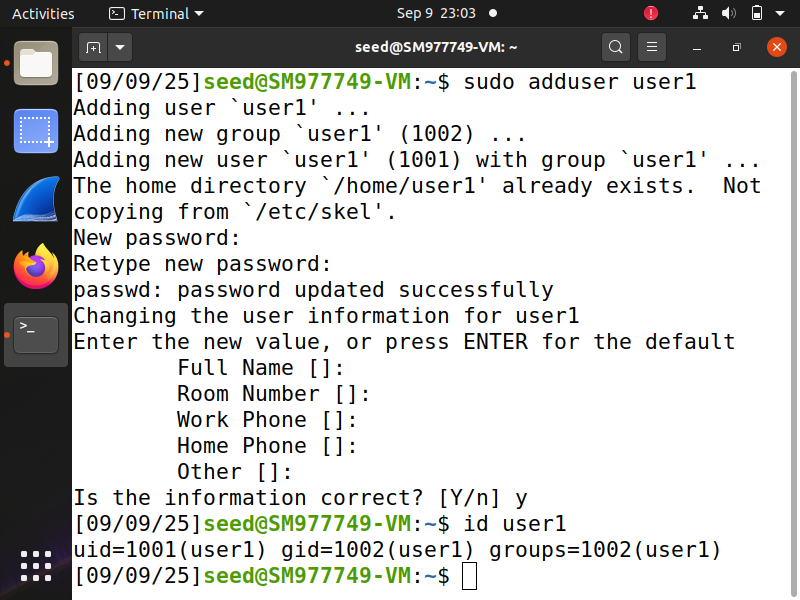 Activities Terminal Sep 9 23:03
seed@SM977749-VM: ~
[09/09/25]seed@SM977749-VM:~$ sudo adduser user1
Adding user `user1' ...
Adding new group `user1' (1002) ...
Adding new user `user1' (1001) with group `user1' ...
The home directory `/home/user1' already exists.  Not
copying from `/etc/skel'.
New password:
Retype new password:
passwd: password updated successfully
Changing the user information for user1
Enter the new value, or press ENTER for the default
        Full Name []:
        Room Number []:
        Work Phone []:
        Home Phone []:
        Other []:
Is the information correct? [Y/n] y
[09/09/25]seed@SM977749-VM:~$ id user1
uid=1001(user1) gid=1002(user1) groups=1002(user1)
[09/09/25]seed@SM977749-VM:~$